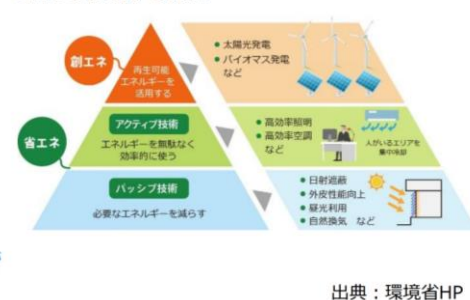 創エネ
再生可能
エネルギーを
活用する
• 太陽光発電
• バイオマス発電
など
省エネ
アクティブ技術
エネルギーを無駄なく
効率的に使う
• 高効率照明
• 高効率空調
など
人がいるエリアを
集中冷却
パッシブ技術
必要なエネルギーを減らす
• 日射遮蔽
• 外皮性能向上
• 昼光利用
• 自然換気 など
出典：環境省HP